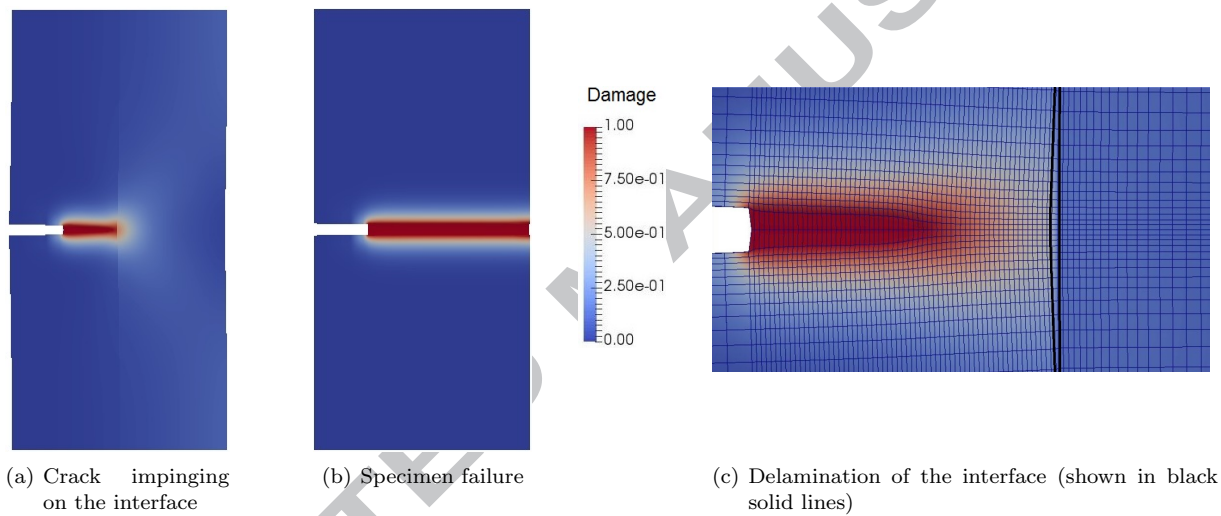 Damage
1.00
7.50e-01
5.00e-01
2.50e-01
0.00
(a) Crack impinging
on the interface
(b) Specimen failure
(c) Delamination of the interface (shown in black
solid lines)